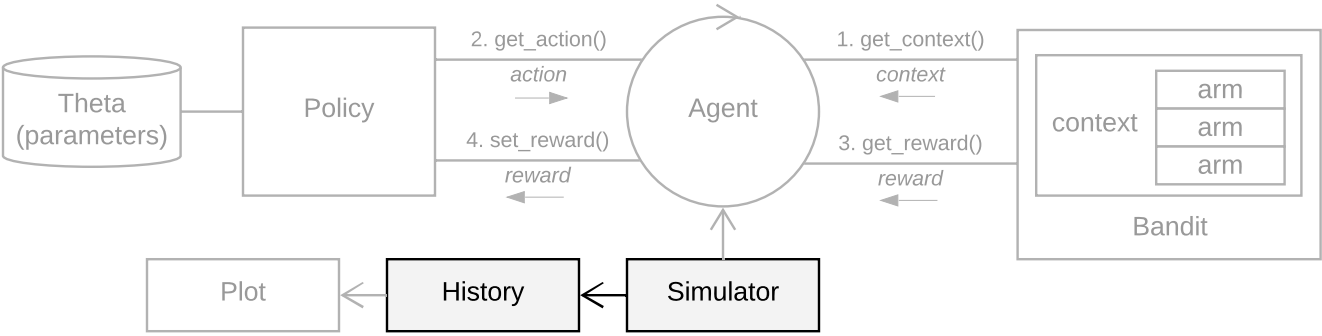 Theta
(parameters)
Policy
2. get_action()
action
4. set_reward()
reward
Agent
1. get_context()
context
3. get_reward()
reward
context
arm
arm
arm
Bandit
Plot
History
Simulator